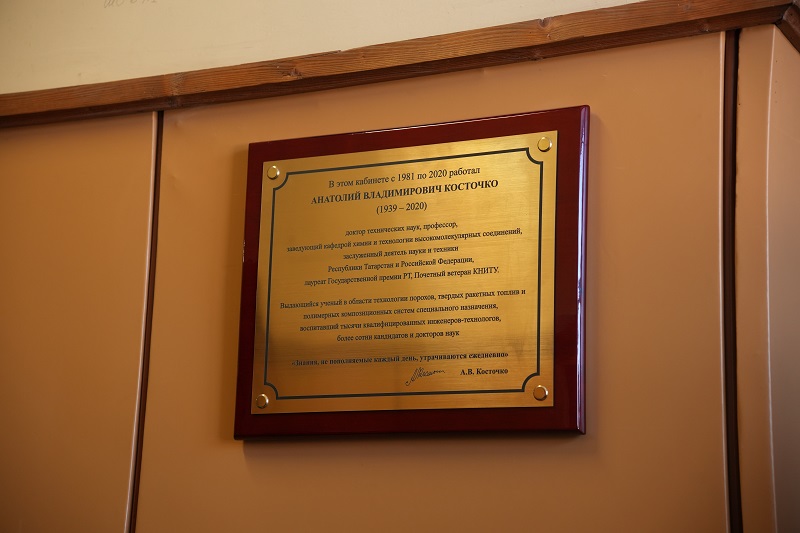 В этом кабинете с 1981 по 2020 работал
АНАТОЛИЙ ВЛАДИМИРОВИЧ КОСТОЧКО
(1939 – 2020)
доктор технических наук, профессор,
заведующий кафедрой химии и технологии высокомолекулярных соединений,
заслуженный деятель науки и техники
Республики Татарстан и Российской Федерации,
лауреат Государственной премии РТ, Почетный ветеран КНИТУ.
Выдающийся ученый в области технологии порохов, твердых ракетных топлив и
полимерных композиционных систем специального назначения,
воспитавший тысячи квалифицированных инженеров-технологов,
более сотни кандидатов и докторов наук
«Знания, не пополняемые каждый день, утрачиваются ежедневно»
А.В. Косточко